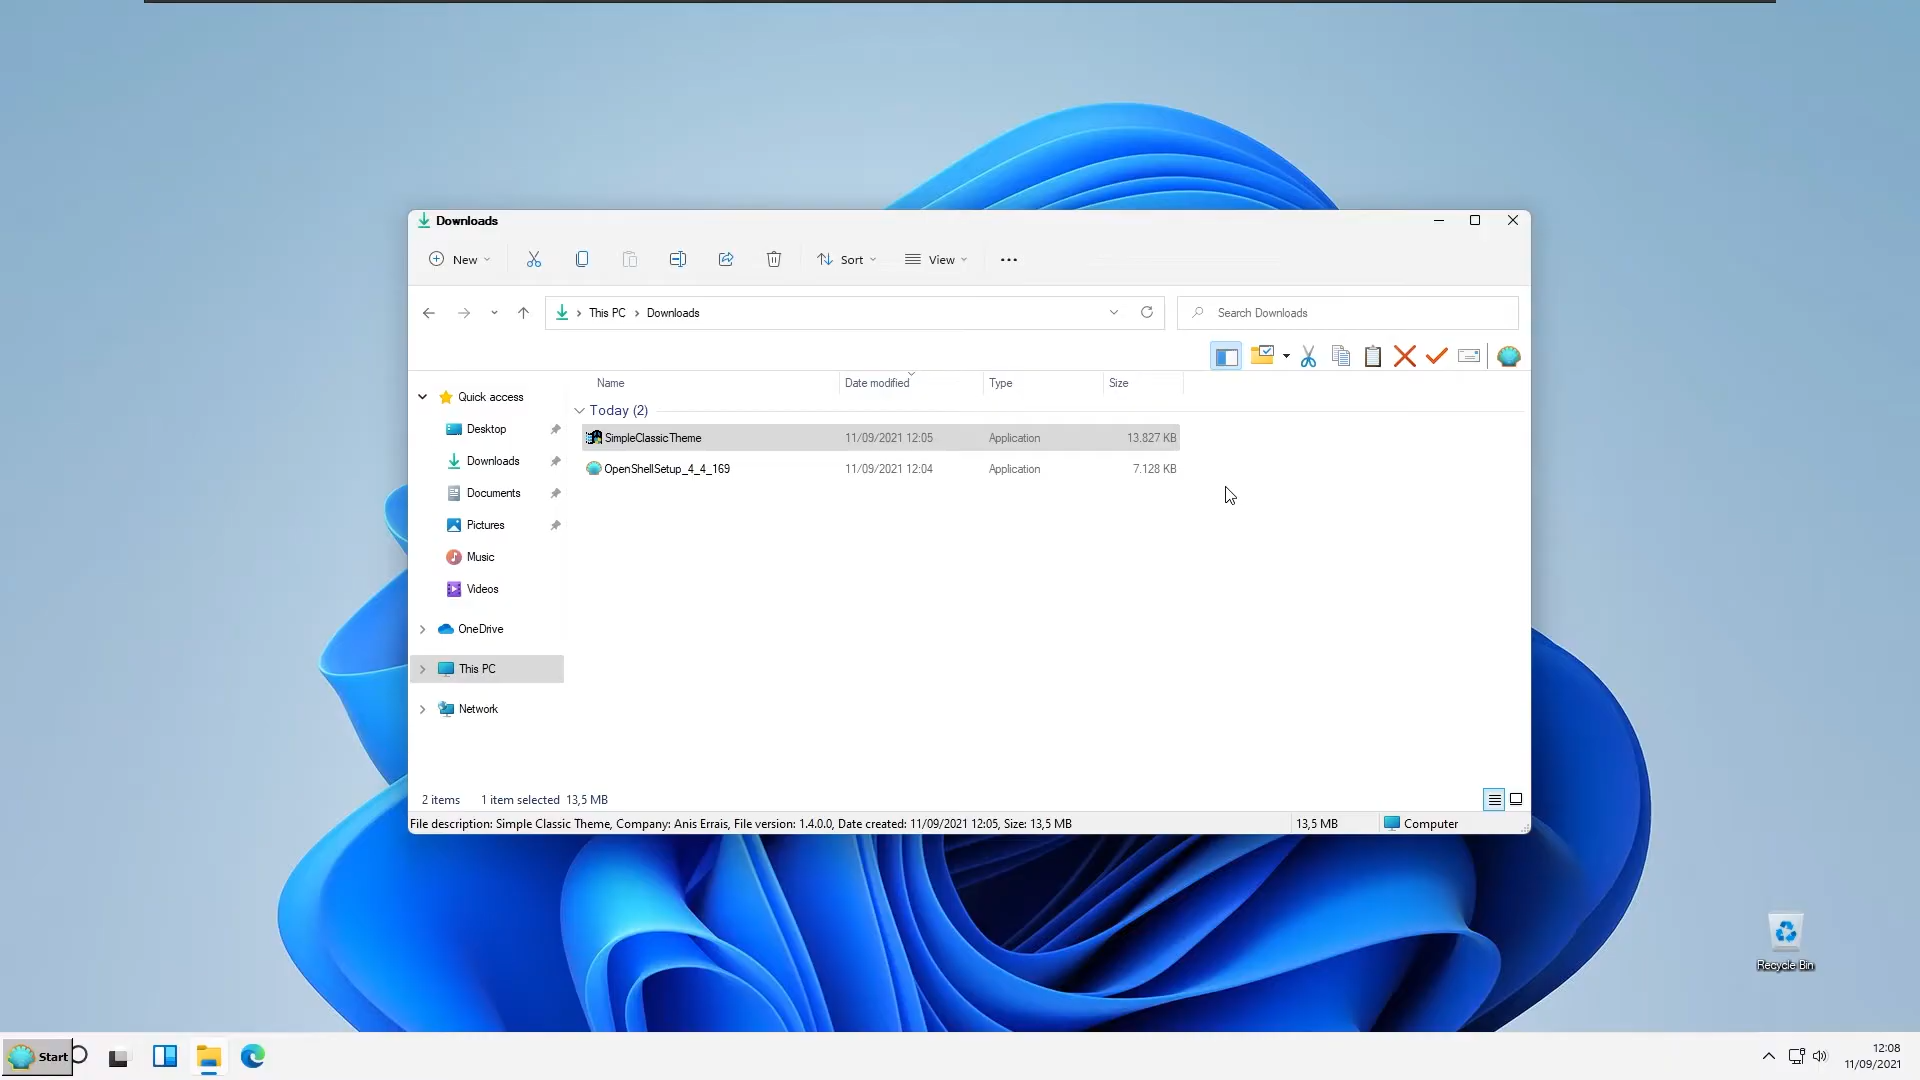 Downloads
New
Sort
View
This PC
Downloads
Search Downloads
Name
Date modified
Type
Size
Quick access
Desktop
Downloads
Documents
Pictures
Music
Videos
OneDrive
This PC
Network
Today (2)
SimpleClassicTheme 11/09/2021 12:05 Application 13.827 KB
OpenShellSetup_4_4_169 11/09/2021 12:04 Application 7.128 KB
2 items 1 item selected 13,5 MB
File description: Simple Classic Theme, Company: Anis Errais, File version: 1.4.0.0, Date created: 11/09/2021 12:05, Size: 13,5 MB
13,5 MB
Computer
Recycle Bin
Start
12:08
11/09/2021